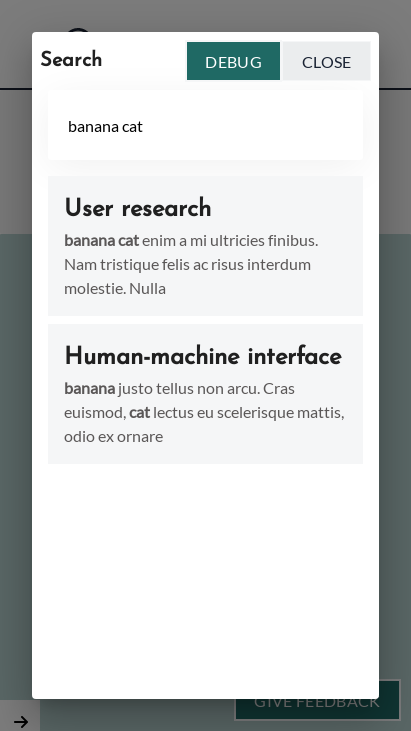 Search
DEBUG
CLOSE
banana cat
User research
banana cat enim a mi ultricies finibus.
Nam tristique felis ac risus interdum
molestie. Nulla
Human-machine interface
banana justo tellus non arcu. Cras
euismod, cat lectus eu scelerisque mattis,
odio ex ornare
GIVE FEEDBACK